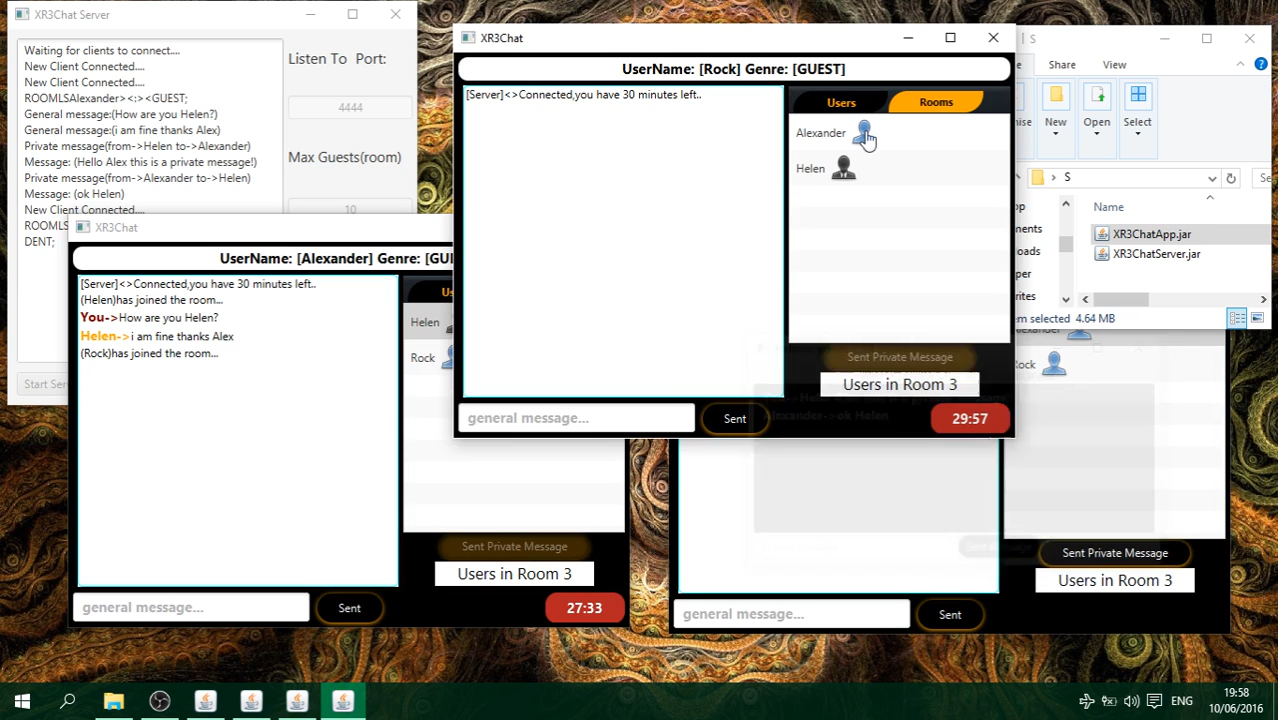 XR3Chat Server
Waiting for clients to connect....
New Client Connected....
New Client Connected....
ROOMLSAlexander><:><GUEST;
General message:(How are you Helen?)
General message:(i am fine thanks Alex)
Private message(from->Helen to->Alexander)
Message: (Hello Alex this is a private message!)
Private message(from->Alexander to->Helen)
Message: (ok Helen)
New Client Connected....
ROOMLS
DENT;
Listen To Port:
4444
Max Guests(room)
10
Start Ser
XR3Chat
UserName: [Alexander] Genre: [GU
[Server]<>Connected,you have 30 minutes left..
(Helen)has joined the room...
You->How are you Helen?
Helen->i am fine thanks Alex
(Rock)has joined the room...
Us
Helen
Rock
Sent Private Message
Users in Room 3
general message...
Sent
27:33
XR3Chat
UserName: [Rock] Genre: [GUEST]
[Server]<>Connected,you have 30 minutes left..
Users
Rooms
Alexander
Helen
Sent Private Message
Users in Room 3
Alexander->ok Helen
general message...
Sent
29:57
S
Share
View
New
Open
Select
S
Name
XR3ChatApp.jar
XR3ChatServer.jar
4.64 MB
Rock
Sent Private Message
Users in Room 3
general message...
Sent
ENG
19:58
10/06/2016